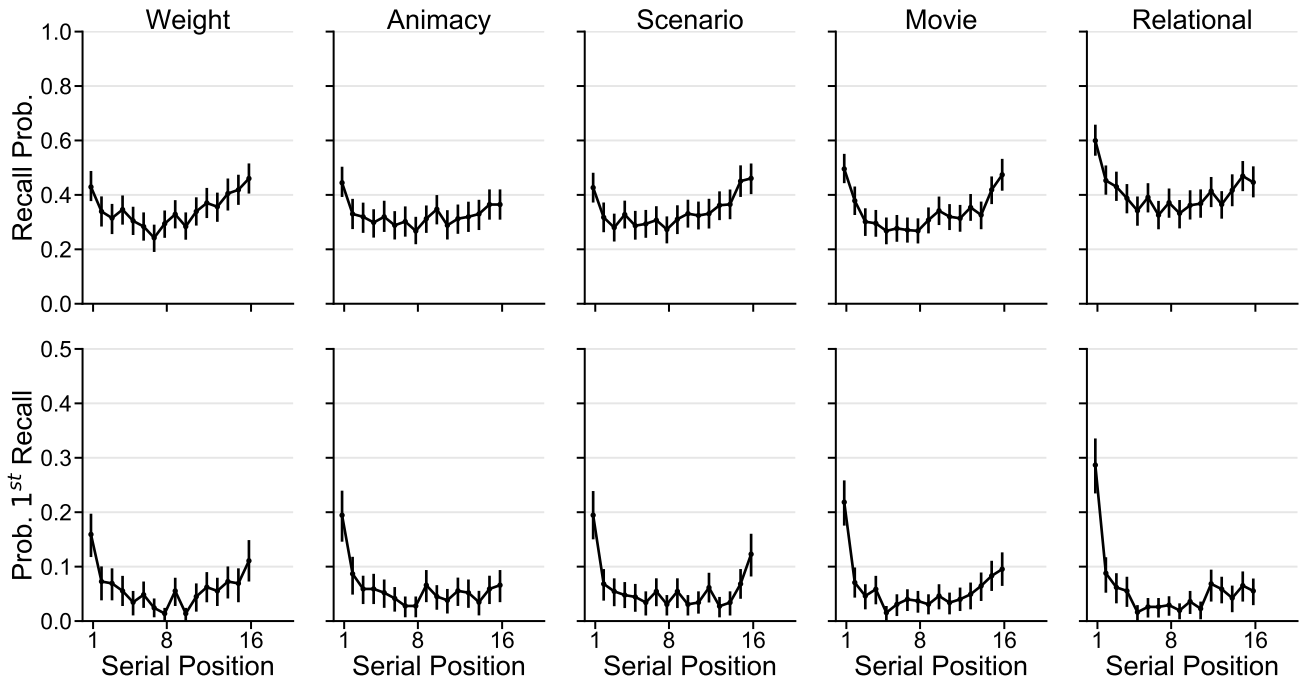 Weight Animacy Scenario Movie Relational
1.0
0.8
0.6
0.4
0.2
0.0
Recall Prob.
0.5
0.4
0.3
0.2
0.1
0.0
Prob. 1st Recall
1 8 16 1 8 16 1 8 16 1 8 16 1 8 16
Serial Position Serial Position Serial Position Serial Position Serial Position